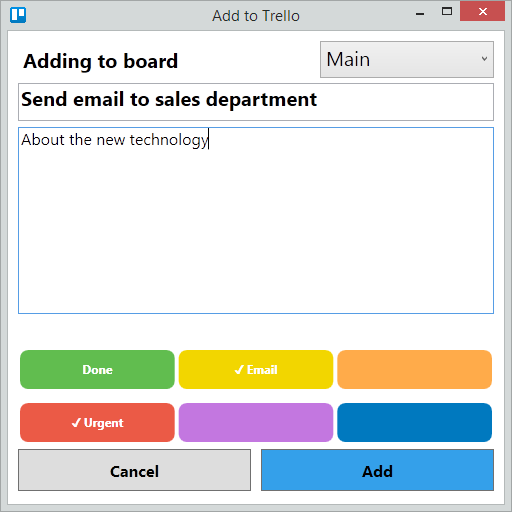 Add to Trello
Adding to board
Main
Send email to sales department
About the new technology
Done
✓ Email
✓ Urgent
Cancel
Add